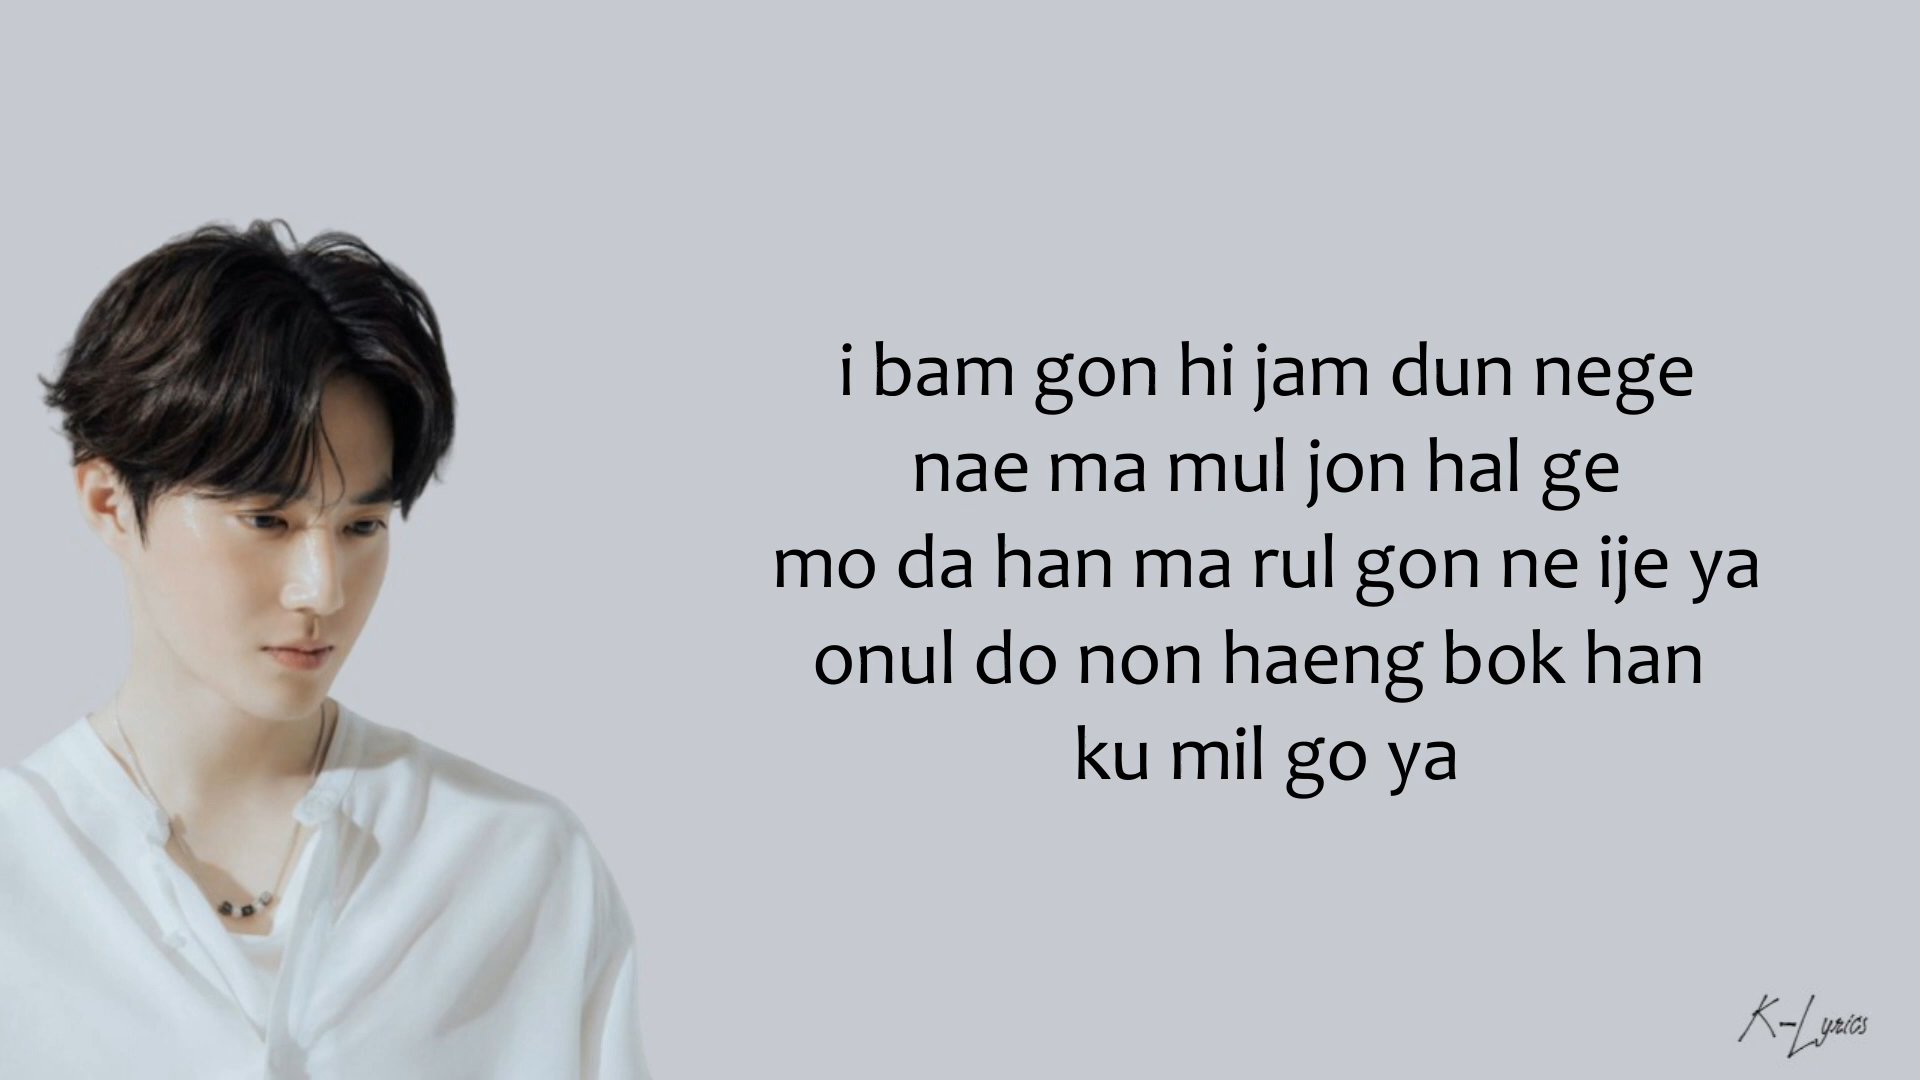 i bam gon hi jam dun nege
nae ma mul jon hal ge
mo da han ma rul gon ne ije ya
onul do non haeng bok han
ku mil go ya
K-Lyrics